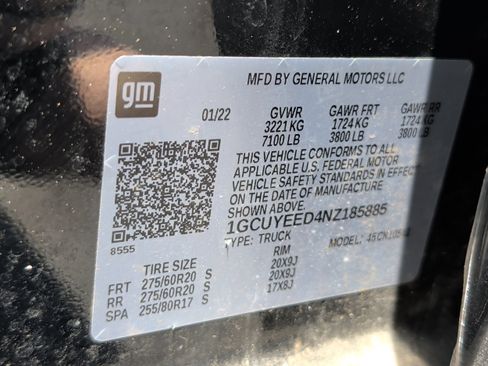 gm
MFD BY GENERAL MOTORS LLC
01/22 GVWR GAWR FRT GAWR RR
3221 KG 1724 KG 1724 KG
7100 LB 3800 LB 3800 LB
THIS VEHICLE CONFORMS TO ALL
APPLICABLE U.S. FEDERAL MOTOR
VEHICLE SAFETY STANDARDS IN EFFECT
ON THE DATE OF MANUFACTURE
SHOWN ABOVE.
1GCUYEED4NZ185885
8555
TYPE: TRUCK MODEL:
TIRE SIZE RIM
FRT 275/60R20 S 20X9J
RR 275/60R20 S 20X9J
SPA 255/80R17 S 17X8J